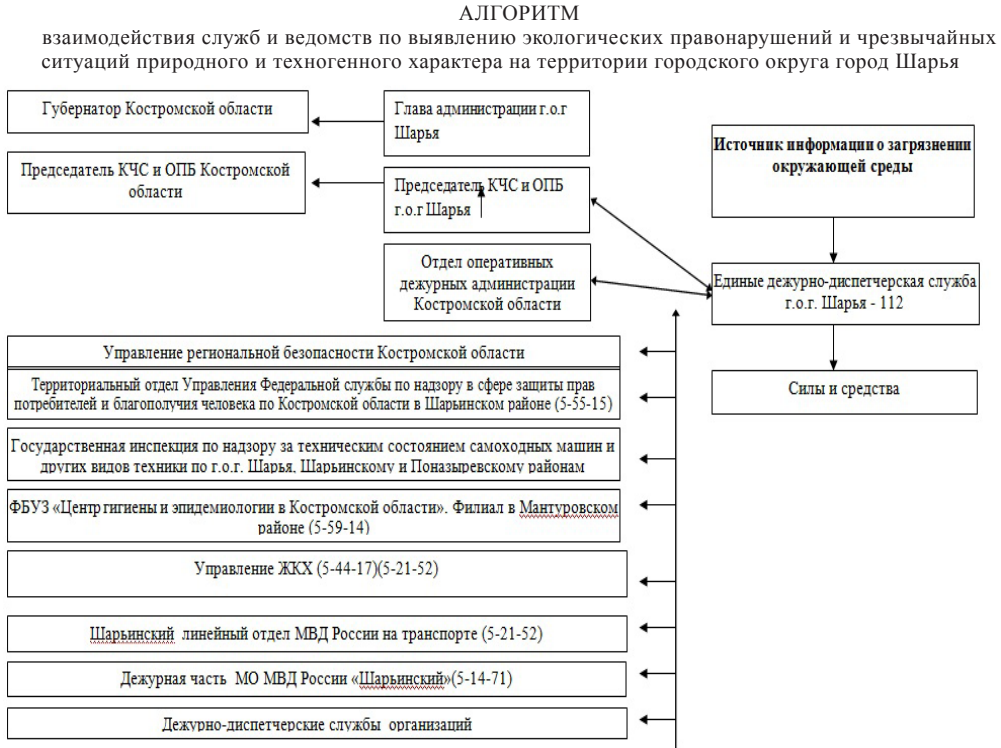 АЛГОРИТМ
взаимодействия служб и ведомств по выявлению экологических правонарушений и чрезвычайных
ситуаций природного и техногенного характера на территории городского округа город Шарья
Губернатор Костромской области
Глава администрации г.о.г
Шарья
Источник информации о загрязнении
окружающей среды
Председатель КЧС и ОПБ Костромской
области
Председатель КЧС и ОПБ
г.о.г Шарья
Отдел оперативных
дежурных администрации
Костромской области
Единые дежурно-диспетчерская служба
г.о.г. Шарья - 112
Силы и средства
Управление региональной безопасности Костромской области
Территориальный отдел Управления Федеральной службы по надзору в сфере защиты прав
потребителей и благополучия человека по Костромской области в Шарьинском районе (5-55-15)
Государственная инспекция по надзору за техническим состоянием самоходных машин и
других видов техники по г.о.г. Шарья, Шарьинскому и Поназыревскому районам
ФБУЗ «Центр гигиены и эпидемиологии в Костромской области». Филиал в Мантуровском
районе (5-59-14)
Управление ЖКХ (5-44-17)(5-21-52)
Шарьинский линейный отдел МВД России на транспорте (5-21-52)
Дежурная часть МО МВД России «Шарьинский»(5-14-71)
Дежурно-диспетчерские службы организаций